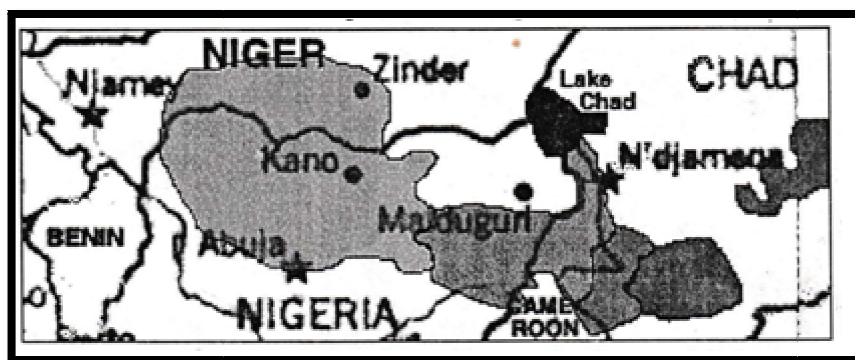 NIGER
Niamey
Zinder
Lake
Chad
CHAD
Kano
N'djamena
Maiduguri
BENIN
Abuja
NIGERIA
CAME
ROON